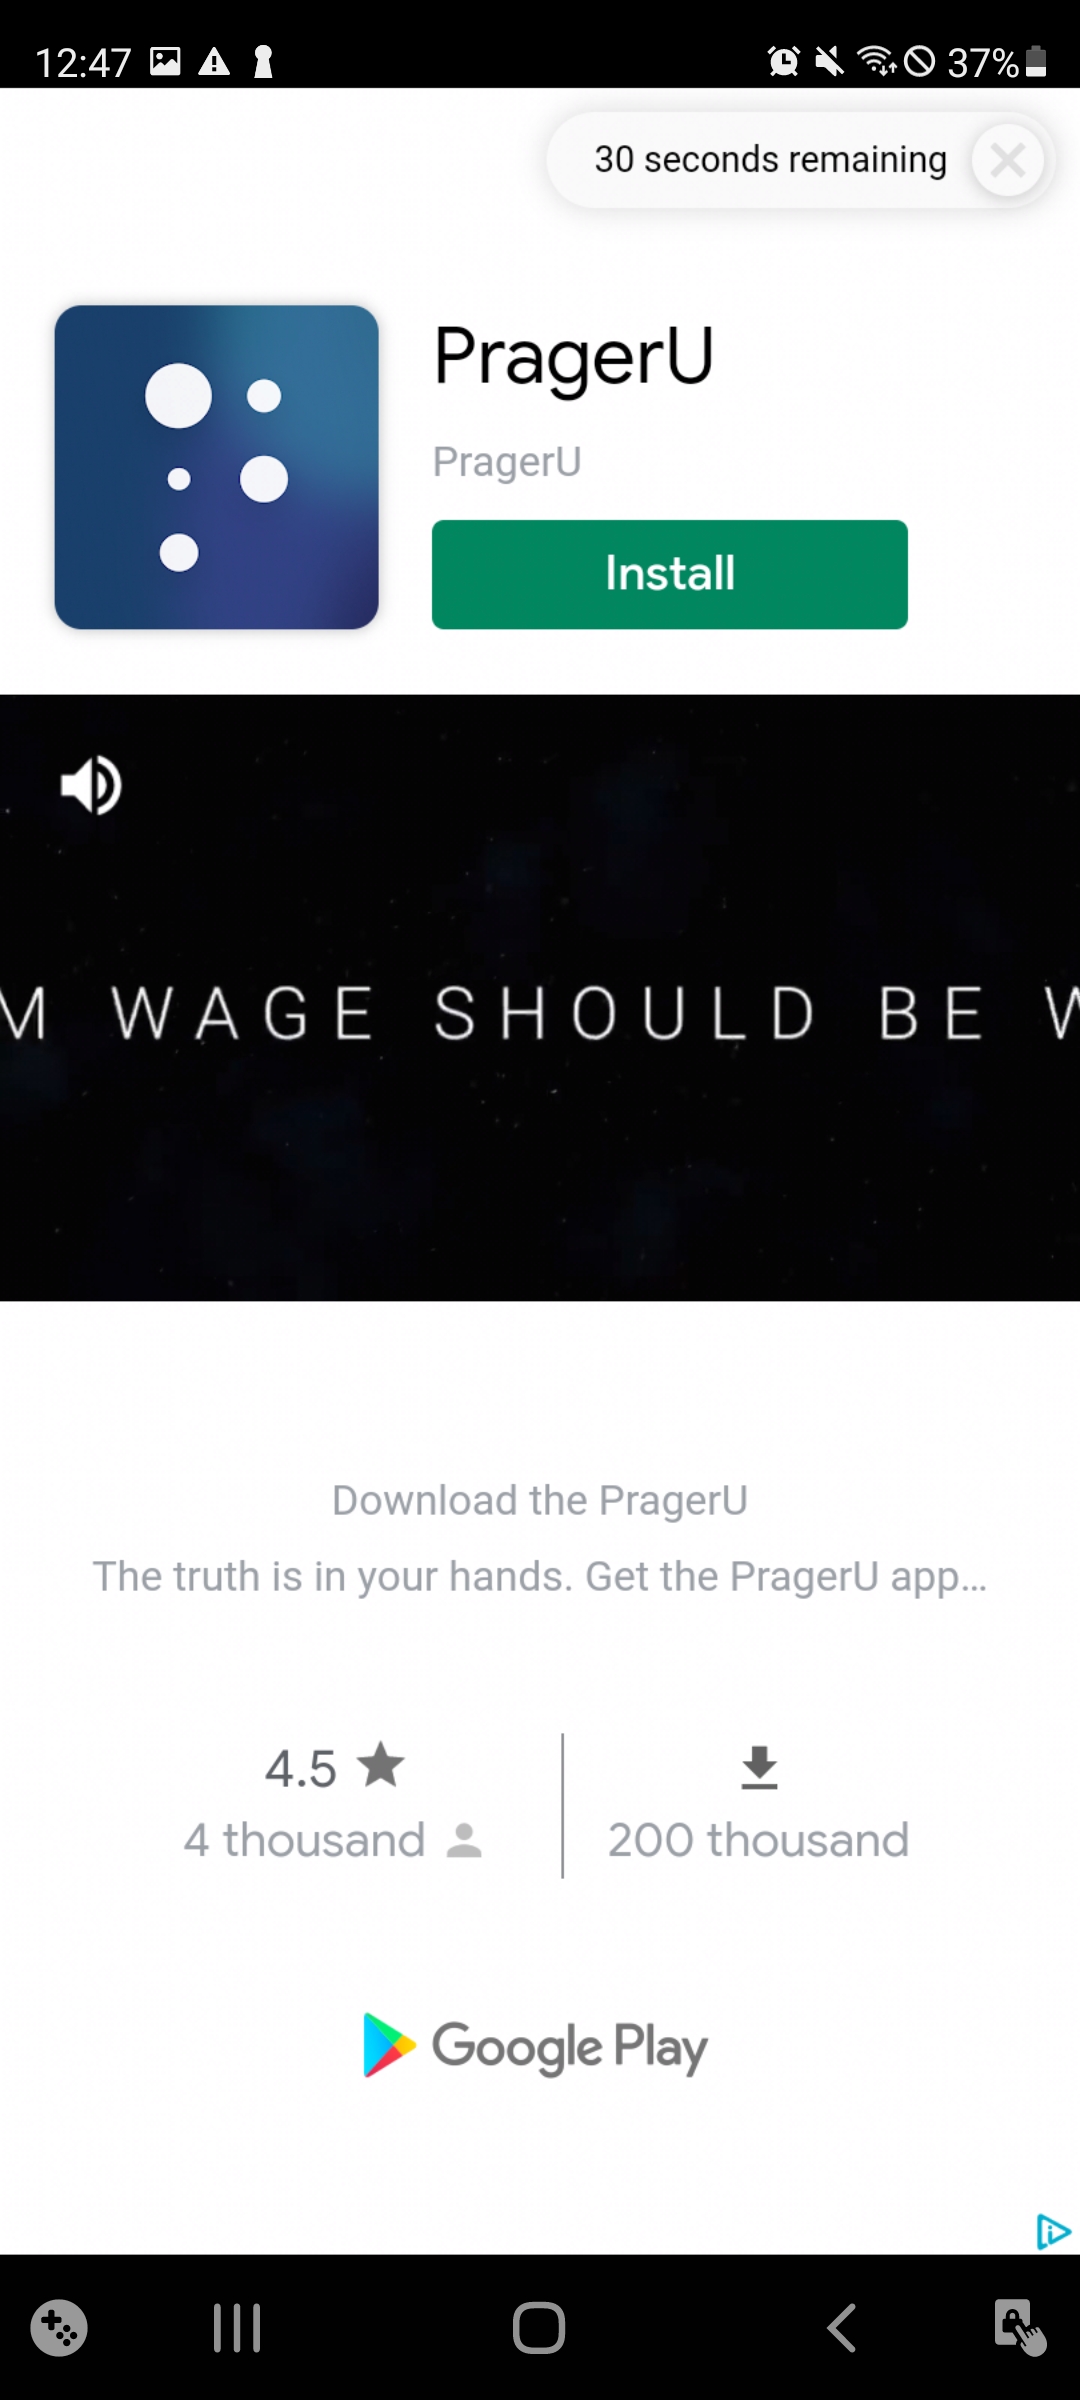 12:47
37%
30 seconds remaining
PragerU
PragerU
Install
M WAGE SHOULD BE W
Download the PragerU
The truth is in your hands. Get the PragerU app...
4.5
4 thousand
200 thousand
Google Play